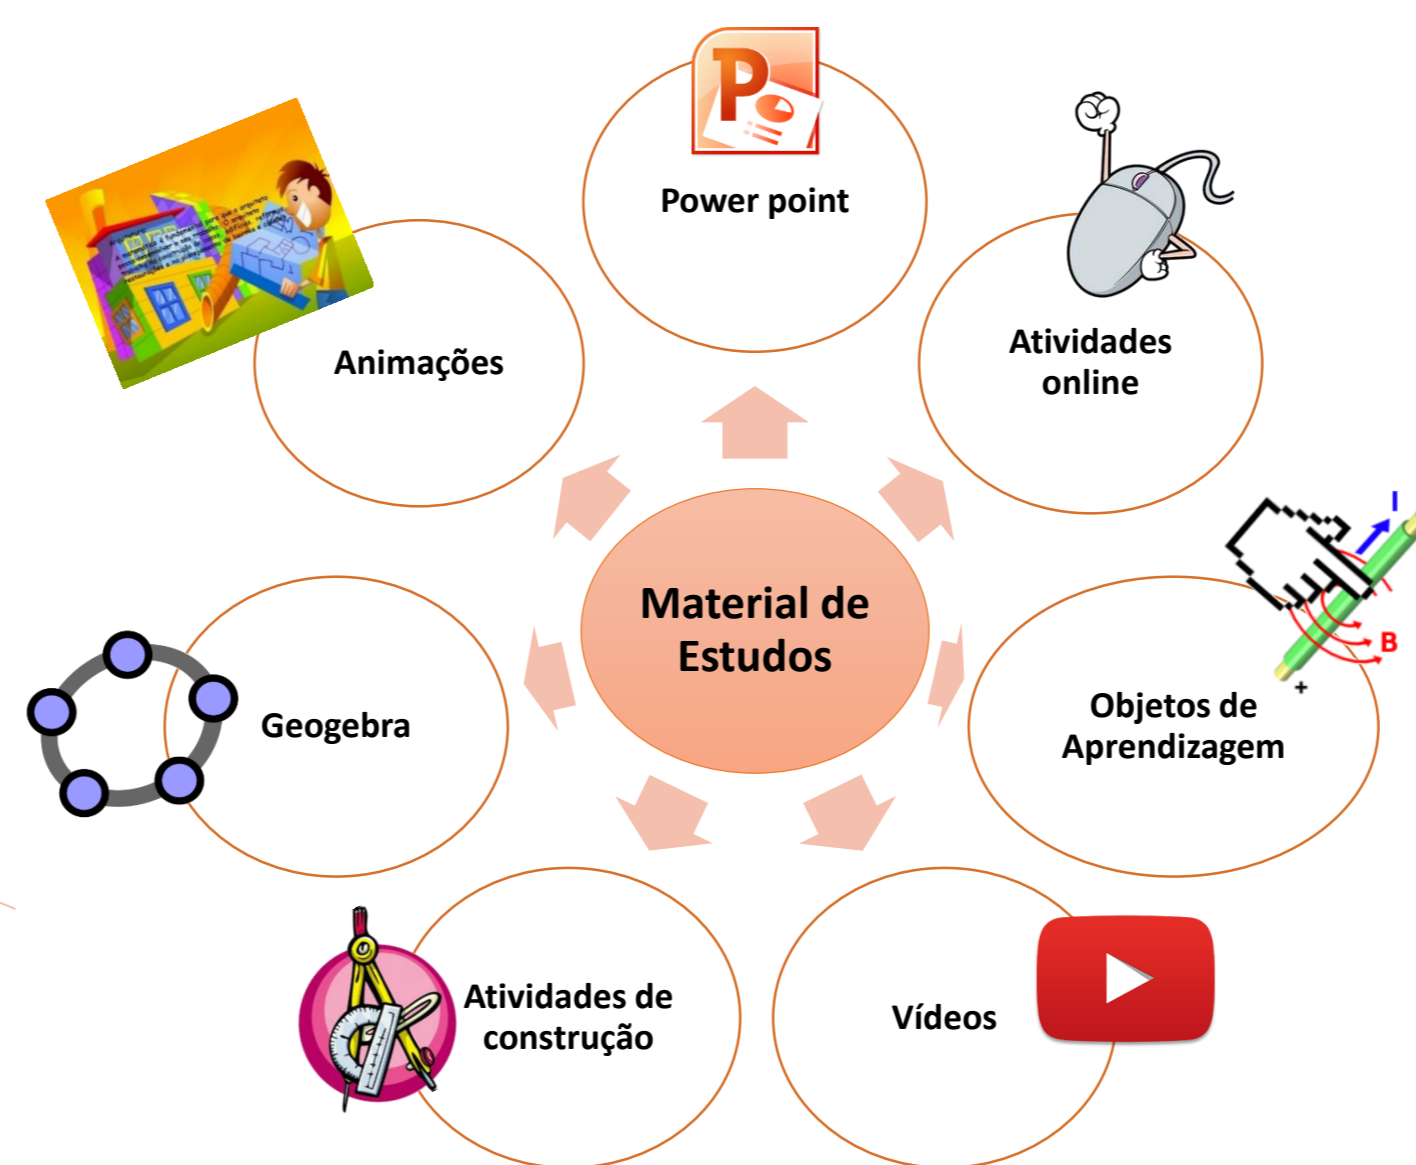 Power point
Atividades
online
Animações
Material de
Estudos
I
B
+
Objetos de
Aprendizagem
Geogebra
Atividades de
construção
Vídeos
P